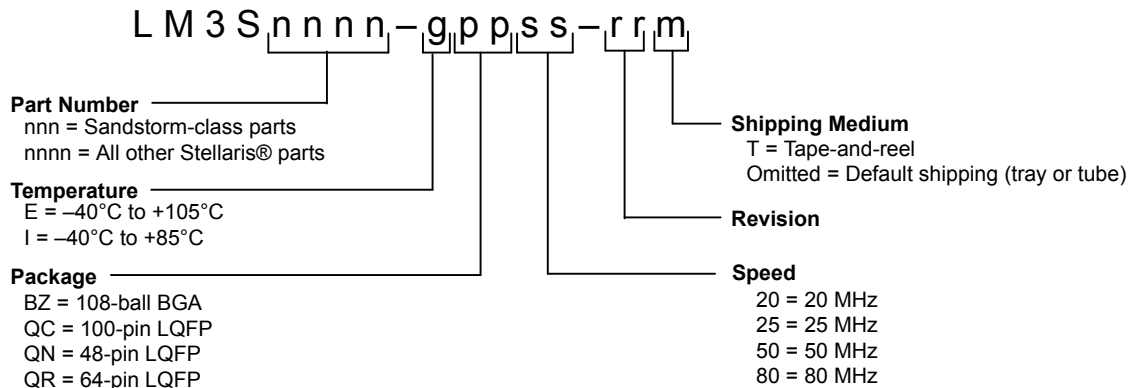 LM3Snnnn–gppss–rrm
Part Number
nnn = Sandstorm-class parts
nnnn = All other Stellaris® parts
Temperature
E = –40°C to +105°C
I = –40°C to +85°C
Package
BZ = 108-ball BGA
QC = 100-pin LQFP
QN = 48-pin LQFP
QR = 64-pin LQFP
Shipping Medium
T = Tape-and-reel
Omitted = Default shipping (tray or tube)
Revision
Speed
20 = 20 MHz
25 = 25 MHz
50 = 50 MHz
80 = 80 MHz